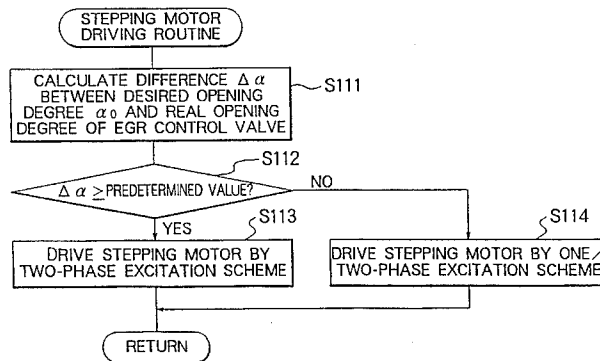 STEPPING MOTOR
DRIVING ROUTINE
CALCULATE DIFFERENCE Δα
BETWEEN DESIRED OPENING
DEGREE α0 AND REAL OPENING
DEGREE OF EGR CONTROL VALVE
S111
S112
Δα ≥ PREDETERMINED VALUE?
NO
YES
S113
DRIVE STEPPING MOTOR BY
TWO-PHASE EXCITATION SCHEME
S114
DRIVE STEPPING MOTOR BY ONE/
TWO-PHASE EXCITATION SCHEME
RETURN